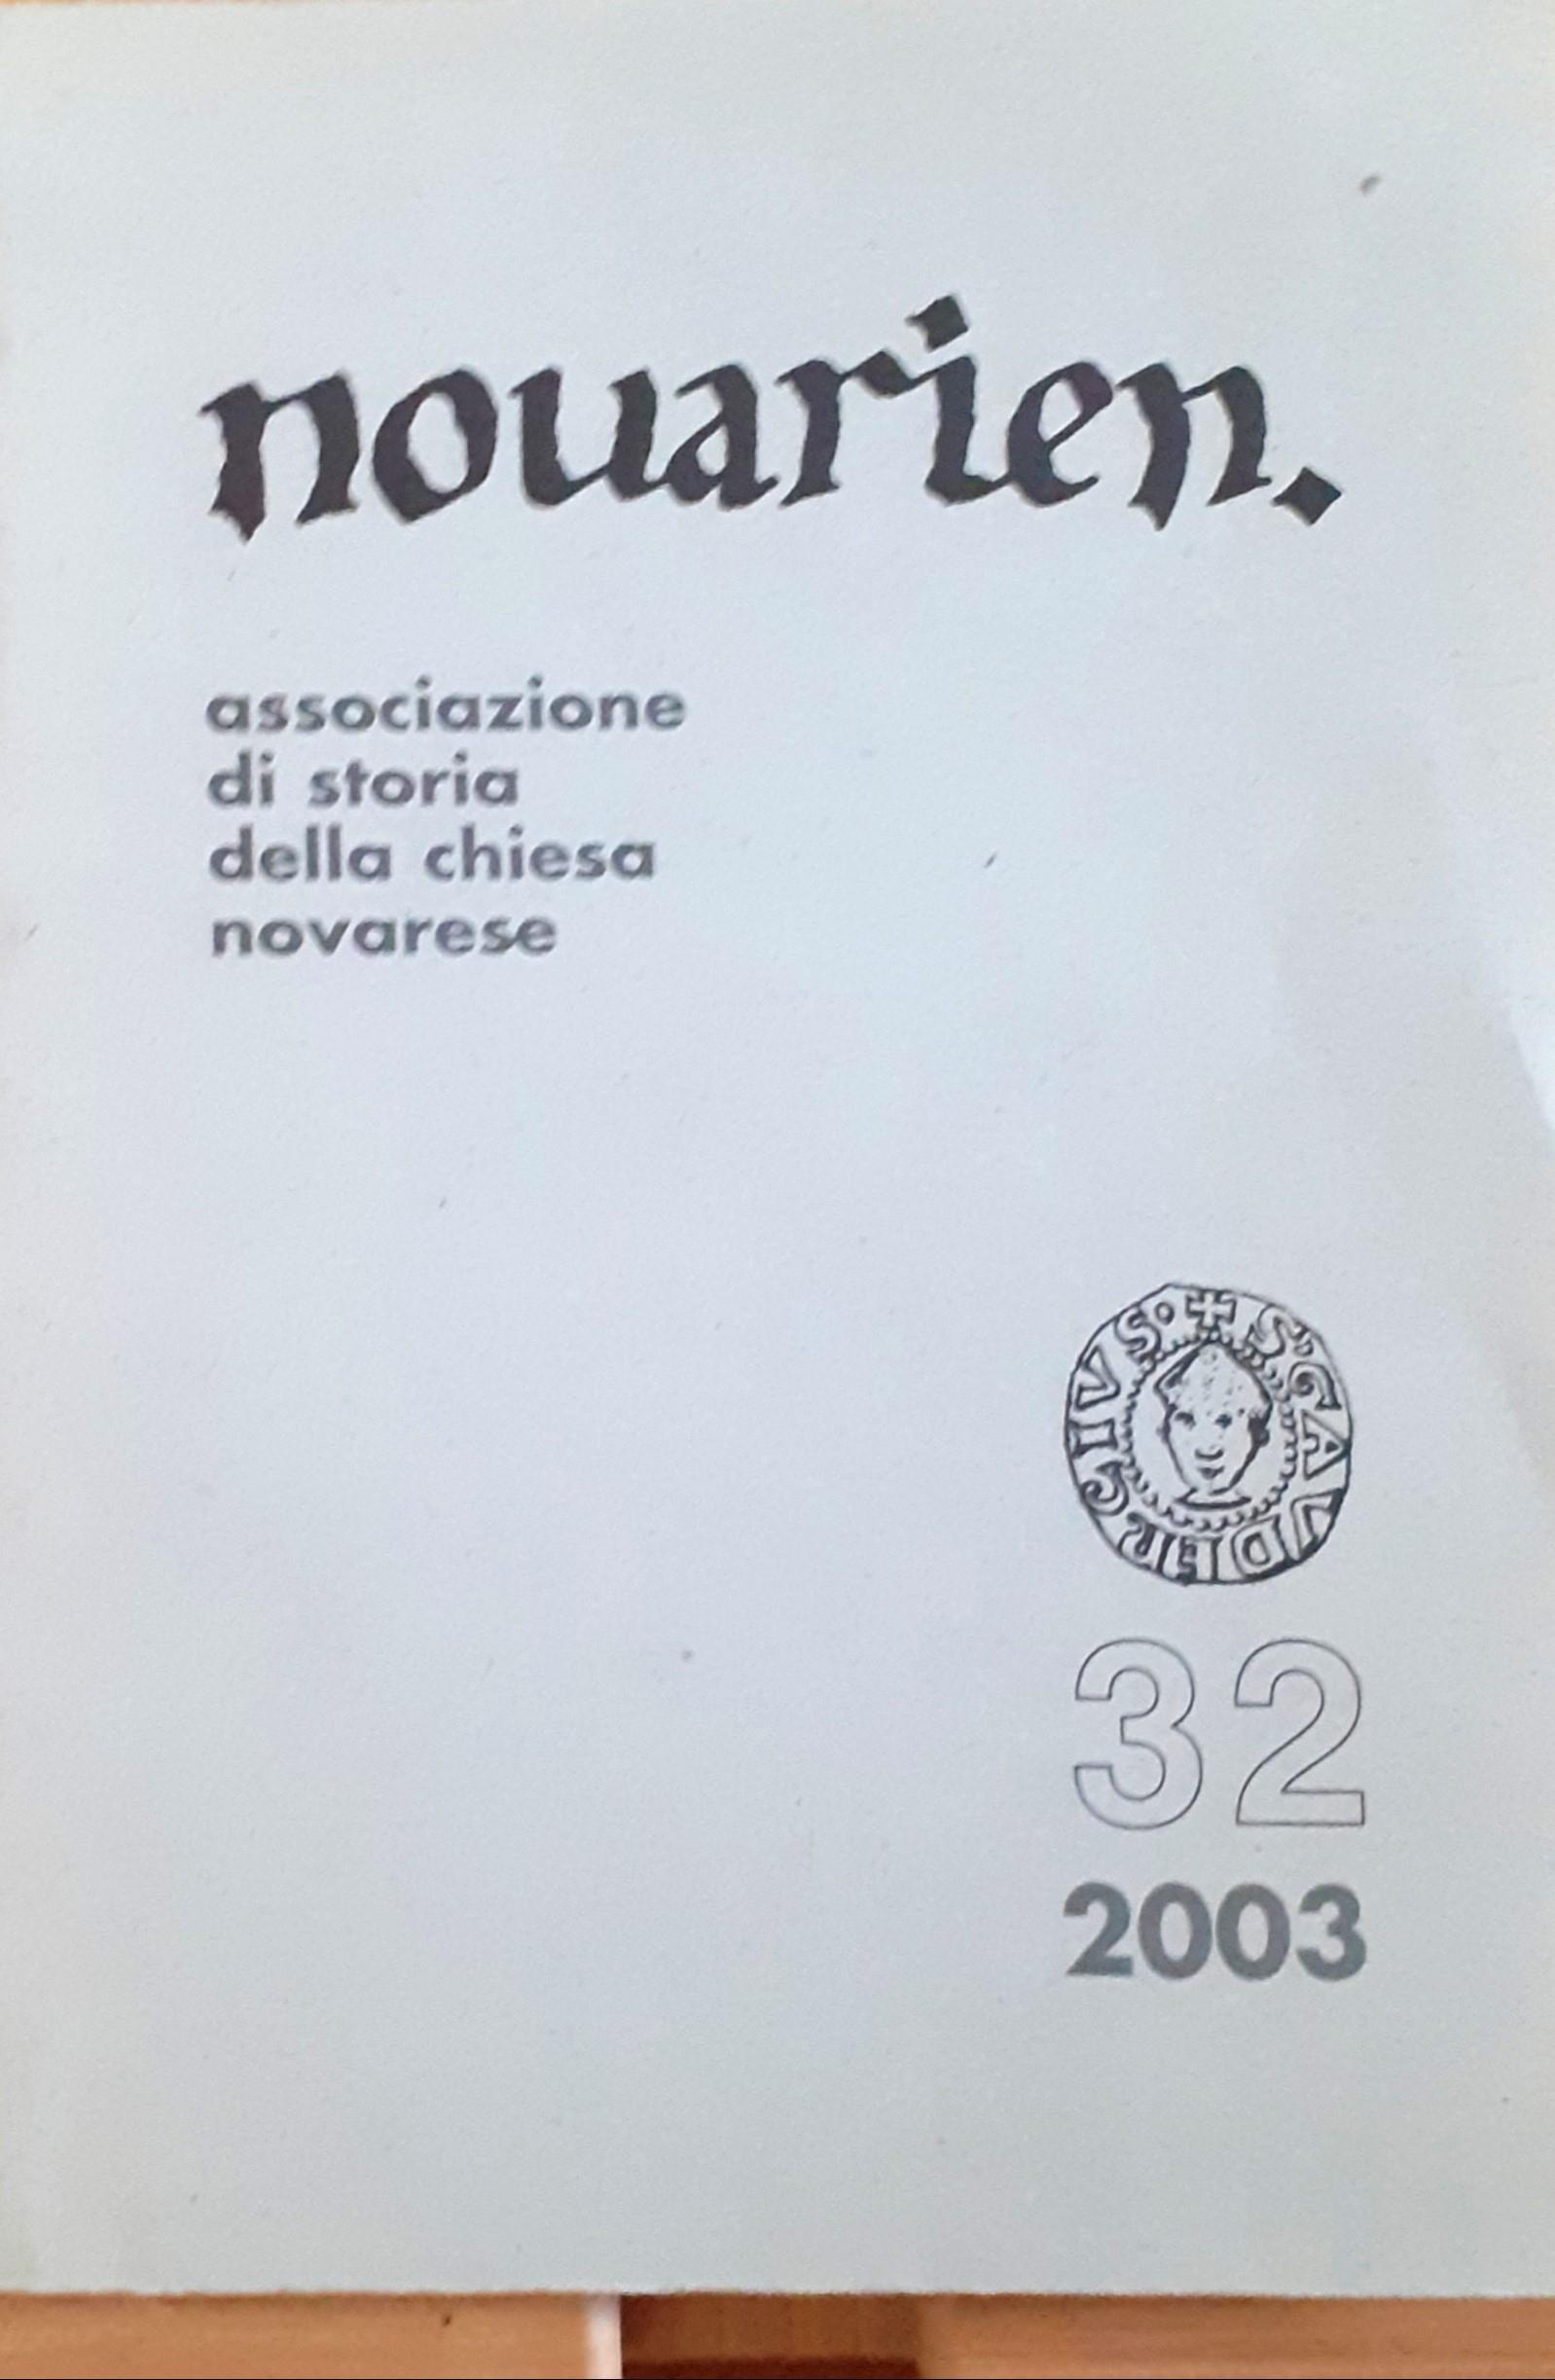 nouarien.
associazione
di storia
della chiesa
novarese
+ S. GAVDENCIVS.
32
2003